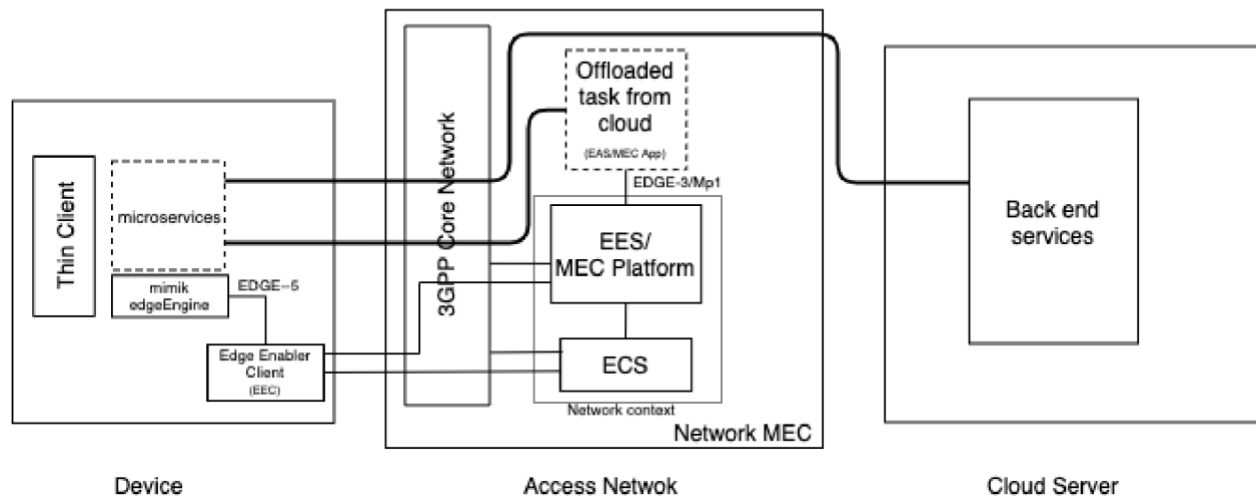 Thin Client
microservices
mimik
edgeEngine
EDGE--5
Edge Enabler
Client
(EEC)
3GPP Core Network
Offloaded
task from
cloud
(EAS/MEC App)
EDGE-3/Mp1
EES/
MEC Platform
ECS
Network context
Network MEC
Back end
services
Device
Access Netwok
Cloud Server